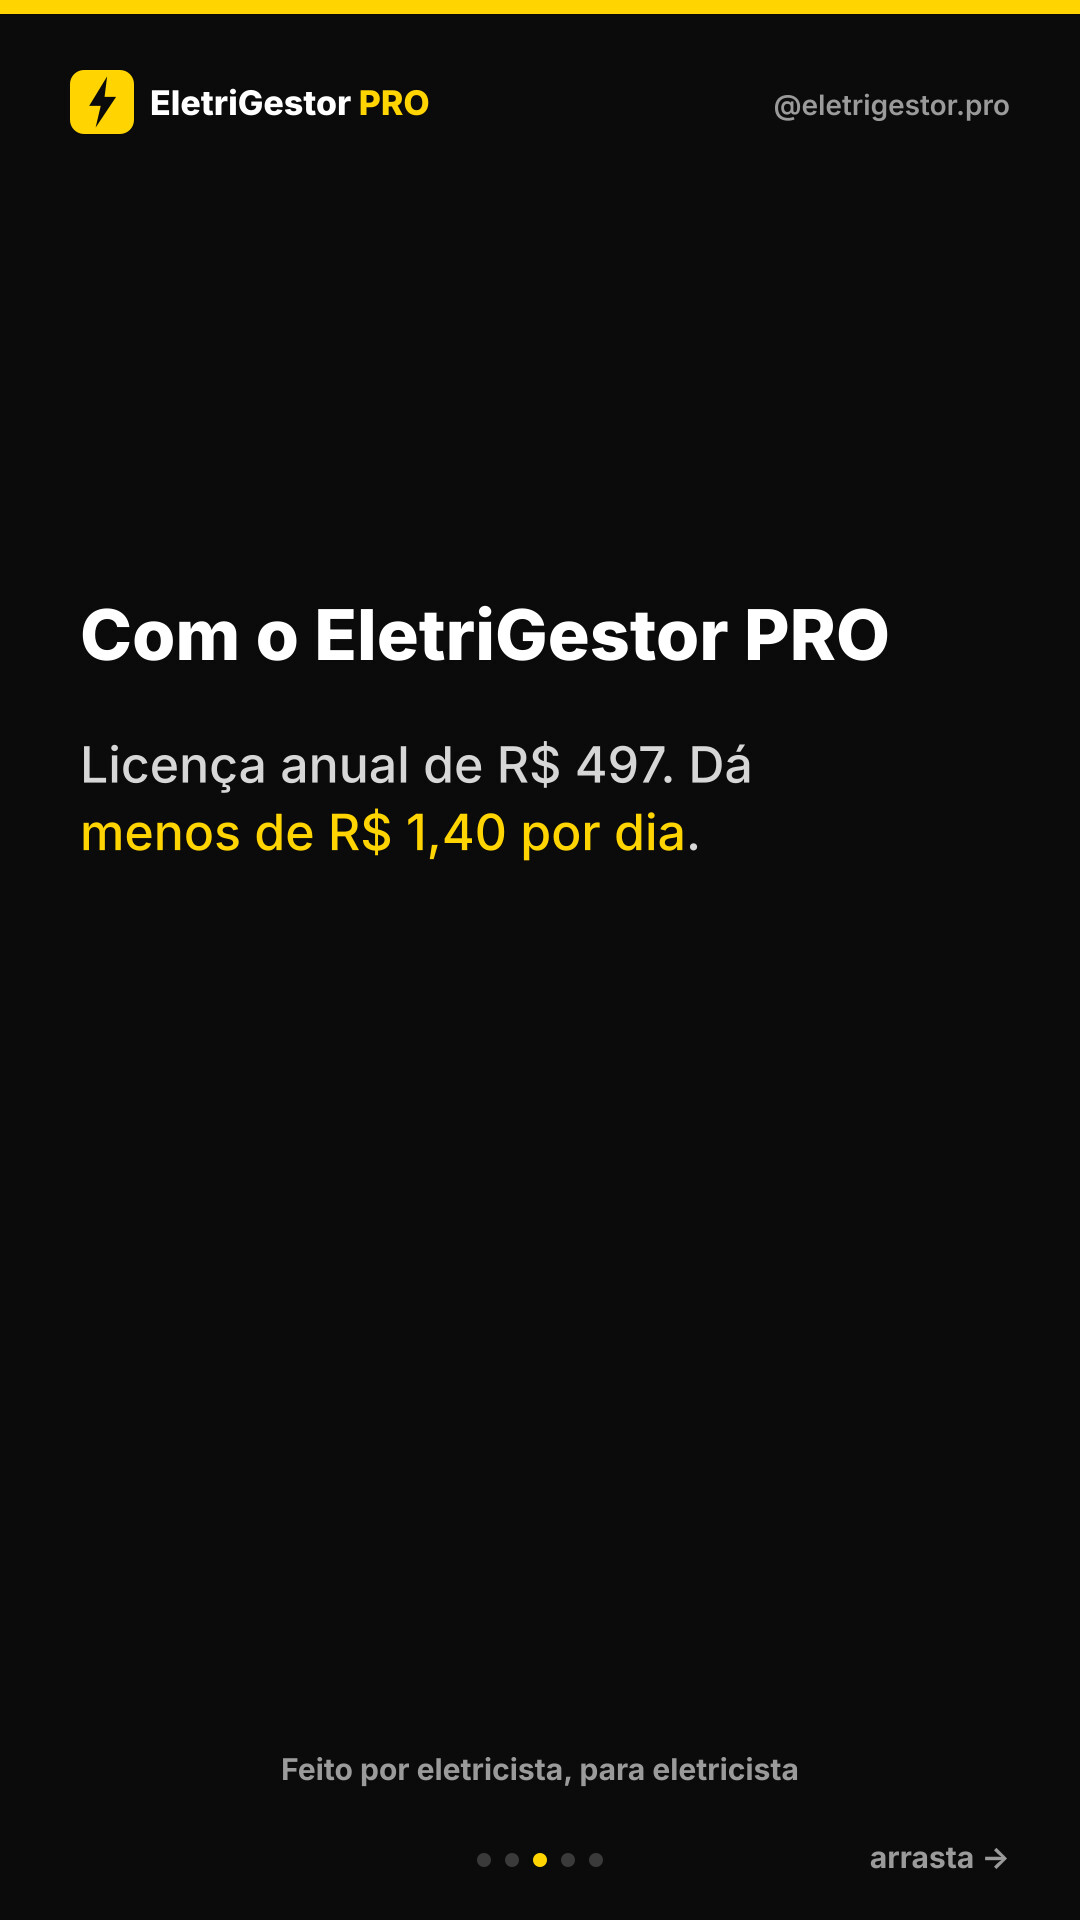 EletriGestor PRO
@eletrigestor.pro
Com o EletriGestor PRO
Licença anual de R$ 497. Dá
menos de R$ 1,40 por dia.
Feito por eletricista, para eletricista
arrasta →